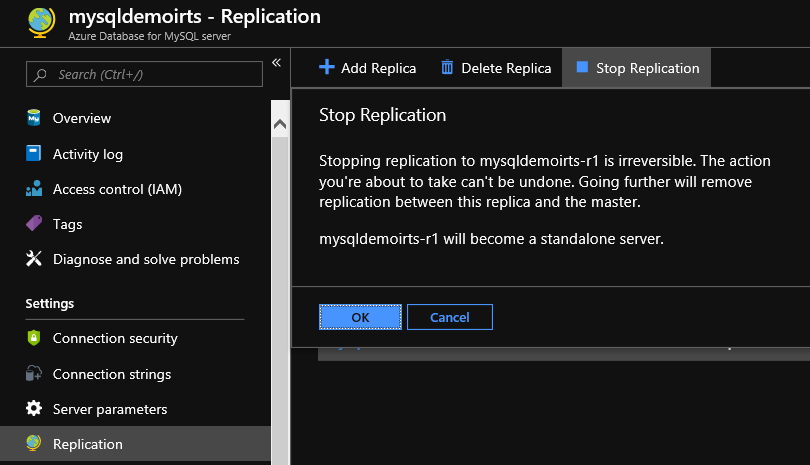 mysqldemoirts - Replication
Azure Database for MySQL server
Search (Ctrl+/)
«
Overview
Activity log
Access control (IAM)
Tags
Diagnose and solve problems
Settings
Connection security
Connection strings
Server parameters
Replication
Add Replica
Delete Replica
Stop Replication
Stop Replication
Stopping replication to mysqldemoirts-r1 is irreversible. The action
you're about to take can't be undone. Going further will remove
replication between this replica and the master.
mysqldemoirts-r1 will become a standalone server.
OK
Cancel